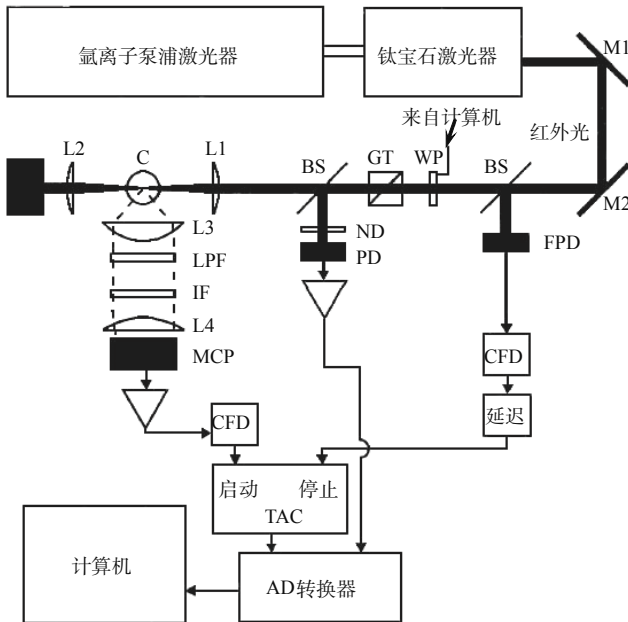 氩离子泵浦激光器
钛宝石激光器
M1
来自计算机
红外光
L2
C
L1
BS
GT
WP
BS
M2
L3
ND
LPF
PD
FPD
IF
L4
MCP
CFD
CFD
延迟
启动
停止
TAC
计算机
AD转换器